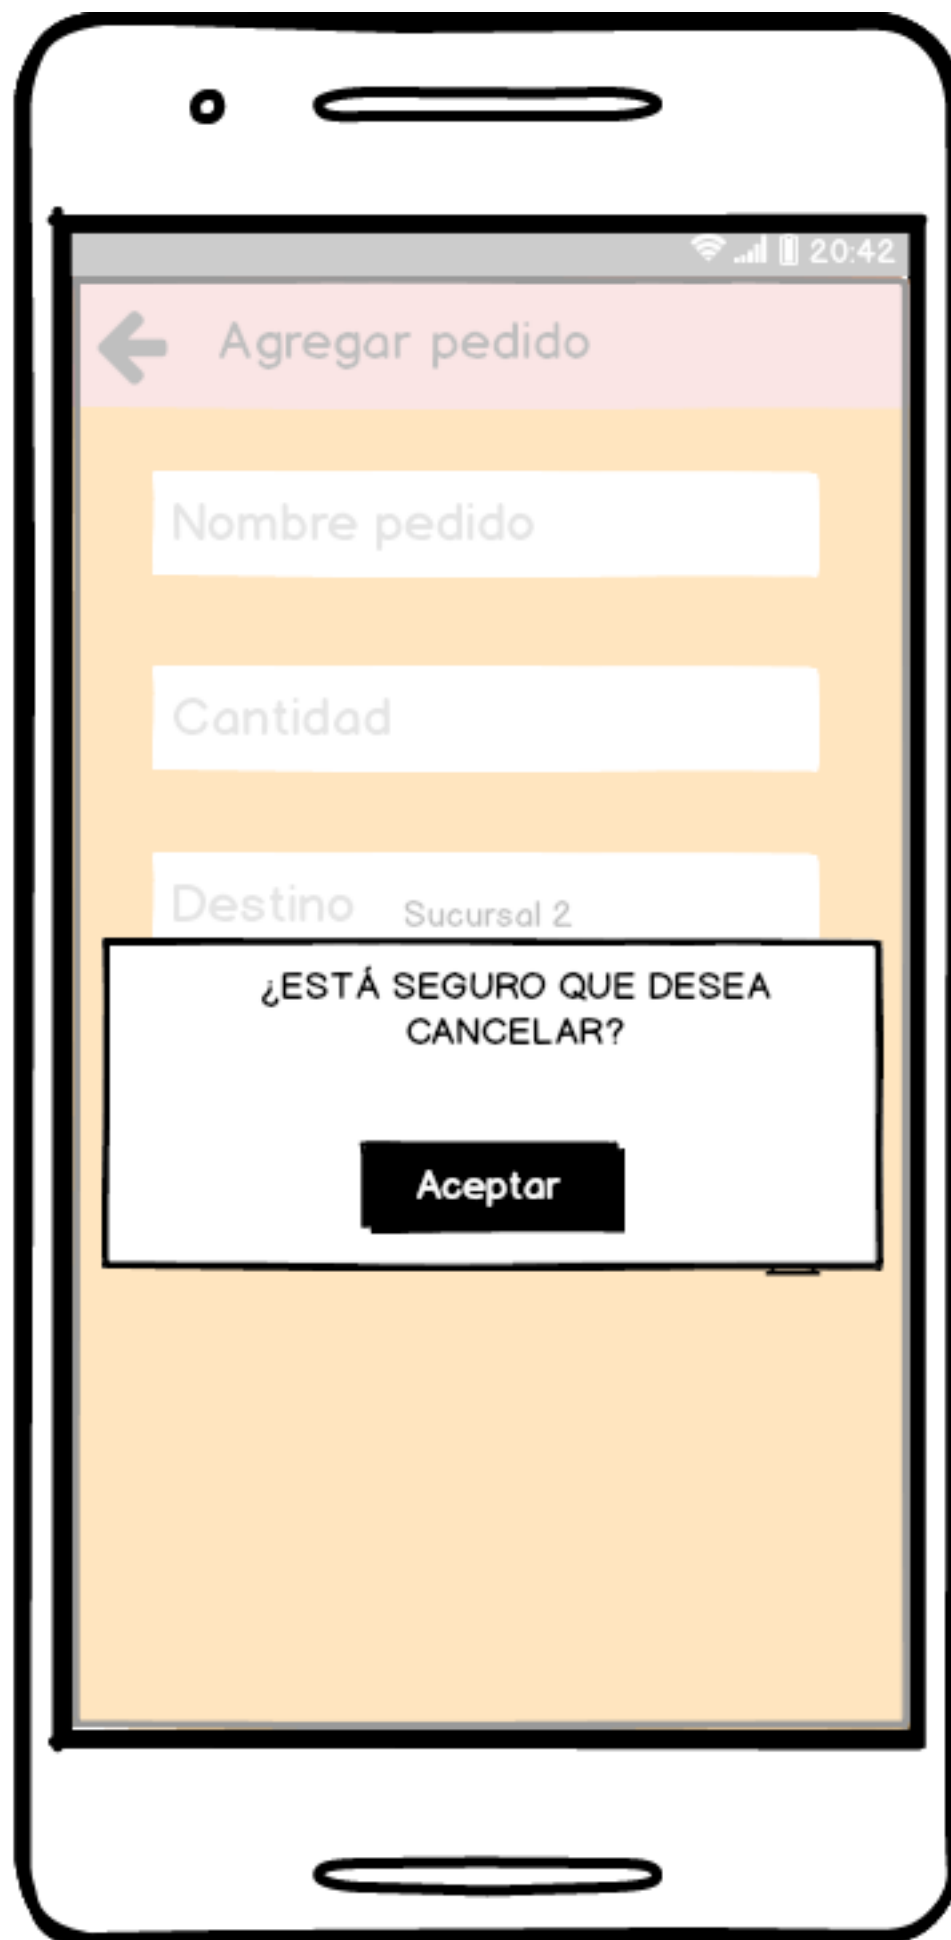 20:42
Agregar pedido
Nombre pedido
Cantidad
Destino Sucursal 2
¿ESTÁ SEGURO QUE DESEA
CANCELAR?
Aceptar